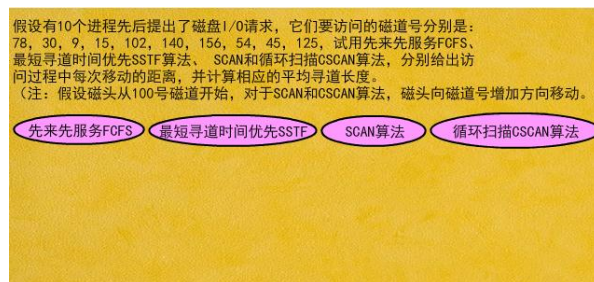 假设有10个进程先后提出了磁盘I/O请求，它们要访问的磁道号分别是：
78，30，9，15，102，140，156，54，45，125，试用先来先服务FCFS、
最短寻道时间优先SSTF算法、 SCAN和循环扫描CSCAN算法，分别给出访
问过程中每次移动的距离，并计算相应的平均寻道长度。
（注：假设磁头从100号磁道开始，对于SCAN和CSCAN算法，磁头向磁道号增加方向移动。
先来先服务FCFS 最短寻道时间优先SSTF SCAN算法 循环扫描CSCAN算法